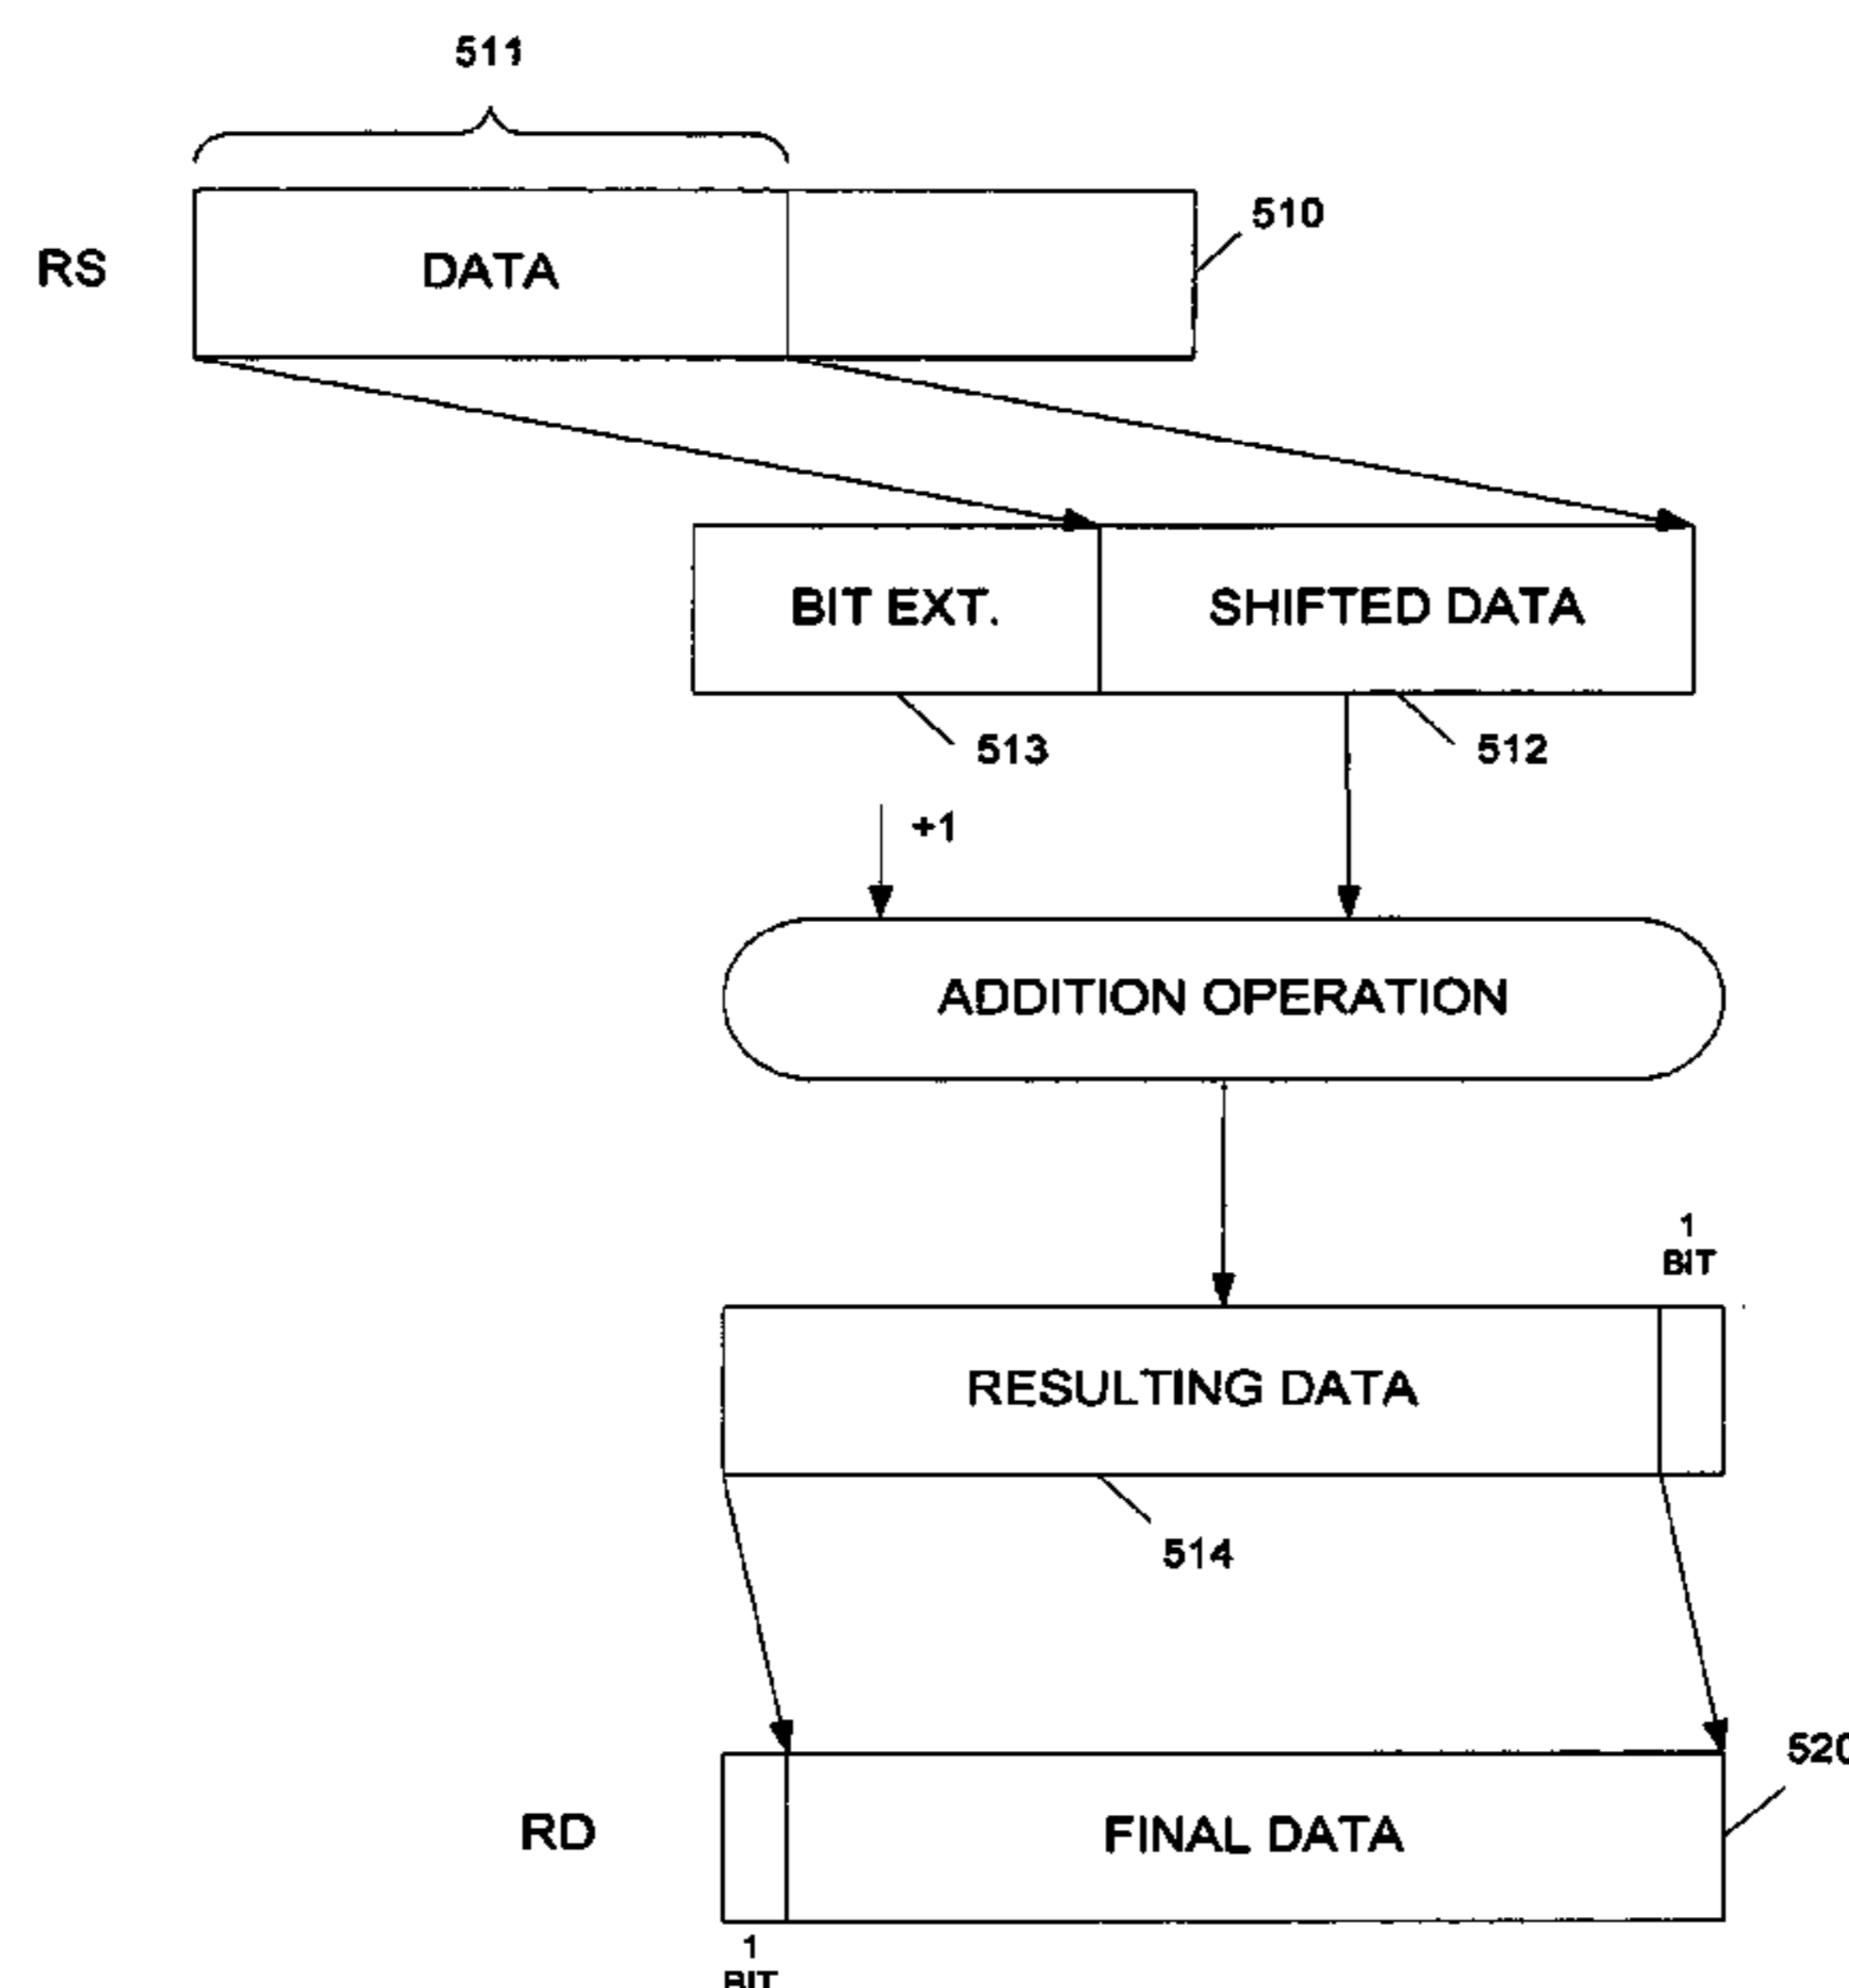 511
510
RS
DATA
BIT EXT.
SHIFTED DATA
513
512
+1
ADDITION OPERATION
1
BIT
RESULTING DATA
514
520
RD
FINAL DATA
1
BIT